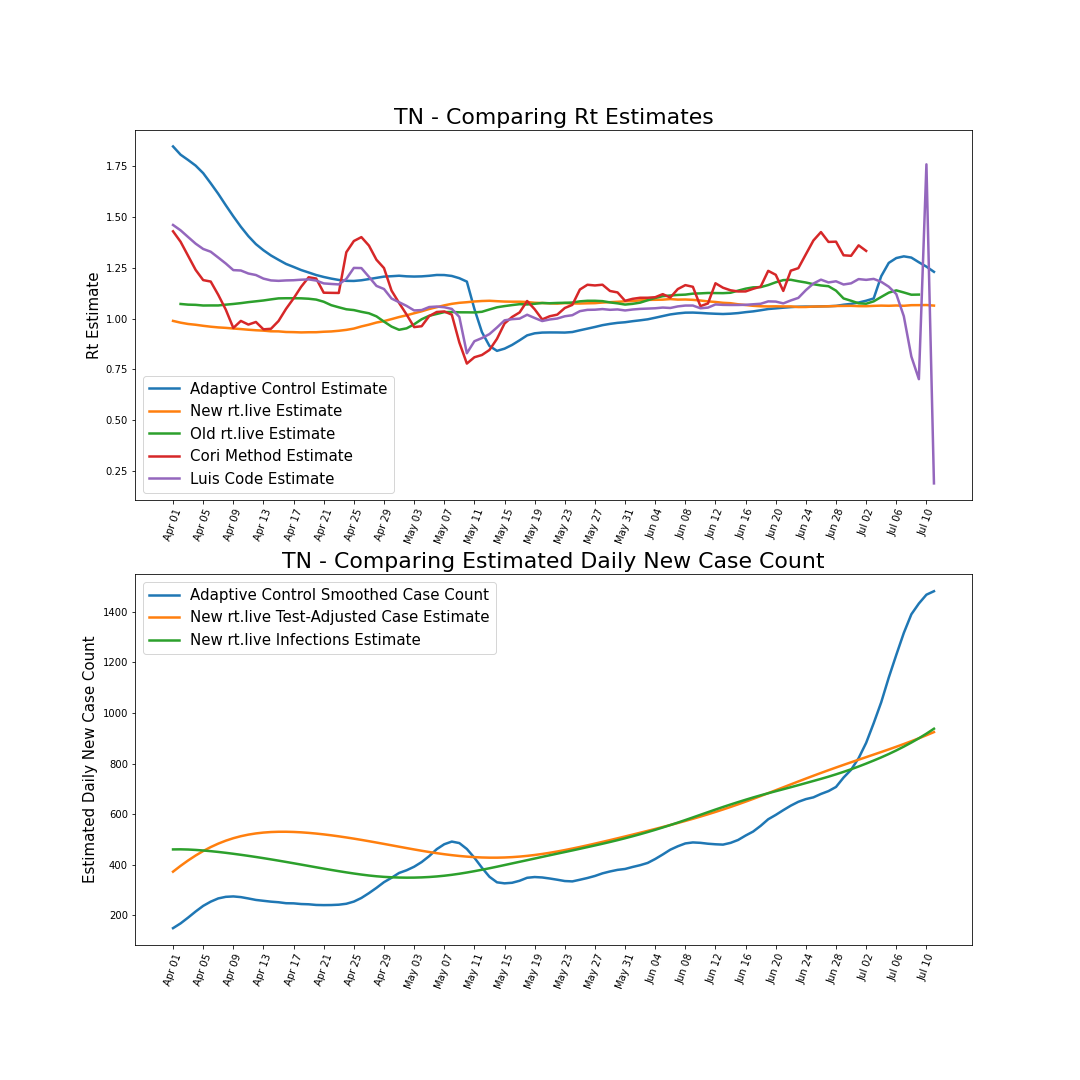 TN - Comparing Rt Estimates
Rt Estimate
1.75
1.50
1.25
1.00
0.75
0.50
0.25
Adaptive Control Estimate
New rt.live Estimate
Old rt.live Estimate
Cori Method Estimate
Luis Code Estimate
Apr 01 Apr 05 Apr 09 Apr 13 Apr 17 Apr 21 Apr 25 Apr 29 May 03 May 07 May 11 May 15 May 19 May 23 May 27 May 31 Jun 04 Jun 08 Jun 12 Jun 16 Jun 20 Jun 24 Jun 28 Jul 02 Jul 06 Jul 10
TN - Comparing Estimated Daily New Case Count
Estimated Daily New Case Count
1400
1200
1000
800
600
400
200
Adaptive Control Smoothed Case Count
New rt.live Test-Adjusted Case Estimate
New rt.live Infections Estimate
Apr 01 Apr 05 Apr 09 Apr 13 Apr 17 Apr 21 Apr 25 Apr 29 May 03 May 07 May 11 May 15 May 19 May 23 May 27 May 31 Jun 04 Jun 08 Jun 12 Jun 16 Jun 20 Jun 24 Jun 28 Jul 02 Jul 06 Jul 10